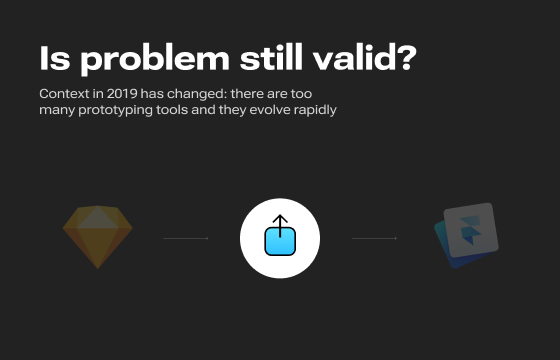 Is problem still valid?
Context in 2019 has changed: there are too
many prototyping tools and they evolve rapidly